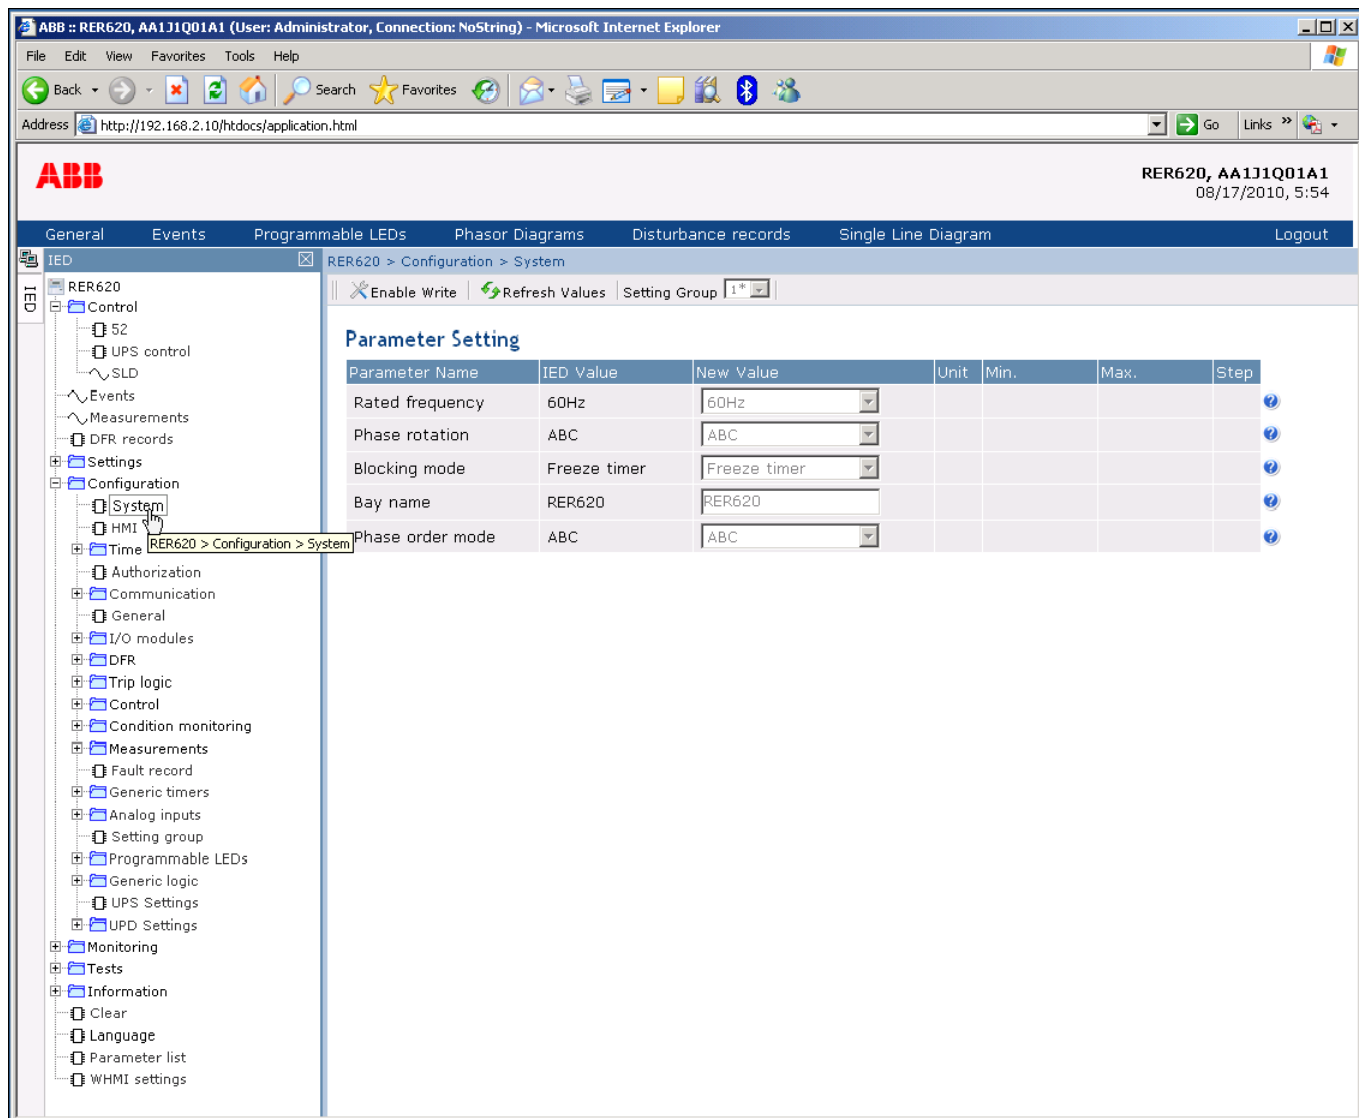 ABB :: RER620, AA1J1Q01A1 (User: Administrator, Connection: NoString) - Microsoft Internet Explorer
File Edit View Favorites Tools Help
Back Search Favorites
Address http://192.168.2.10/htdocs/application.html Go Links »
ABB
RER620, AA1J1Q01A1
08/17/2010, 5:54
General Events Programmable LEDs Phasor Diagrams Disturbance records Single Line Diagram Logout
IED
IED
RER620 > Configuration > System
Enable Write Refresh Values Setting Group 1*
RER620
Control
52
UPS control
SLD
Events
Measurements
DFR records
Settings
Configuration
System
HMI
RER620 > Configuration > System
Time
Authorization
Communication
General
I/O modules
DFR
Trip logic
Control
Condition monitoring
Measurements
Fault record
Generic timers
Analog inputs
Setting group
Programmable LEDs
Generic logic
UPS Settings
UPD Settings
Monitoring
Tests
Information
Clear
Language
Parameter list
WHMI settings
Parameter Setting
Parameter Name IED Value New Value Unit Min. Max. Step
Rated frequency 60Hz 60Hz
Phase rotation ABC ABC
Blocking mode Freeze timer Freeze timer
Bay name RER620 RER620
Phase order mode ABC ABC